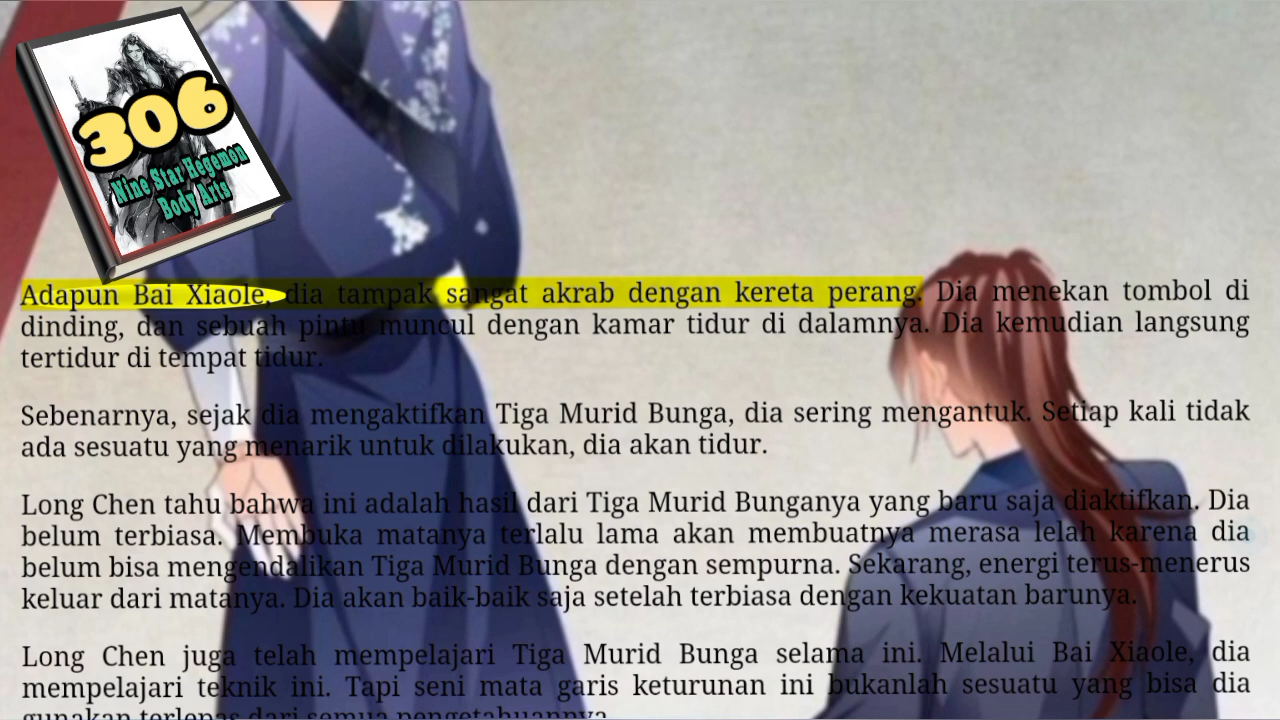 306
Nine Star Hegemon
Body Arts
Adapun Bai Xiaole, dia tampak sangat akrab dengan kereta perang. Dia menekan tombol di
dinding, dan sebuah pintu muncul dengan kamar tidur di dalamnya. Dia kemudian langsung
tertidur di tempat tidur.
Sebenarnya, sejak dia mengaktifkan Tiga Murid Bunga, dia sering mengantuk. Setiap kali tidak
ada sesuatu yang menarik untuk dilakukan, dia akan tidur.
Long Chen tahu bahwa ini adalah hasil dari Tiga Murid Bunganya yang baru saja diaktifkan. Dia
belum terbiasa. Membuka matanya terlalu lama akan membuatnya merasa lelah karena dia
belum bisa mengendalikan Tiga Murid Bunga dengan sempurna. Sekarang, energi terus-menerus
keluar dari matanya. Dia akan baik-baik saja setelah terbiasa dengan kekuatan barunya.
Long Chen juga telah mempelajari Tiga Murid Bunga selama ini. Melalui Bai Xiaole, dia
mempelajari teknik ini. Tapi seni mata garis keturunan ini bukanlah sesuatu yang bisa dia
gunakan terlepas dari semua pengetahuannya.